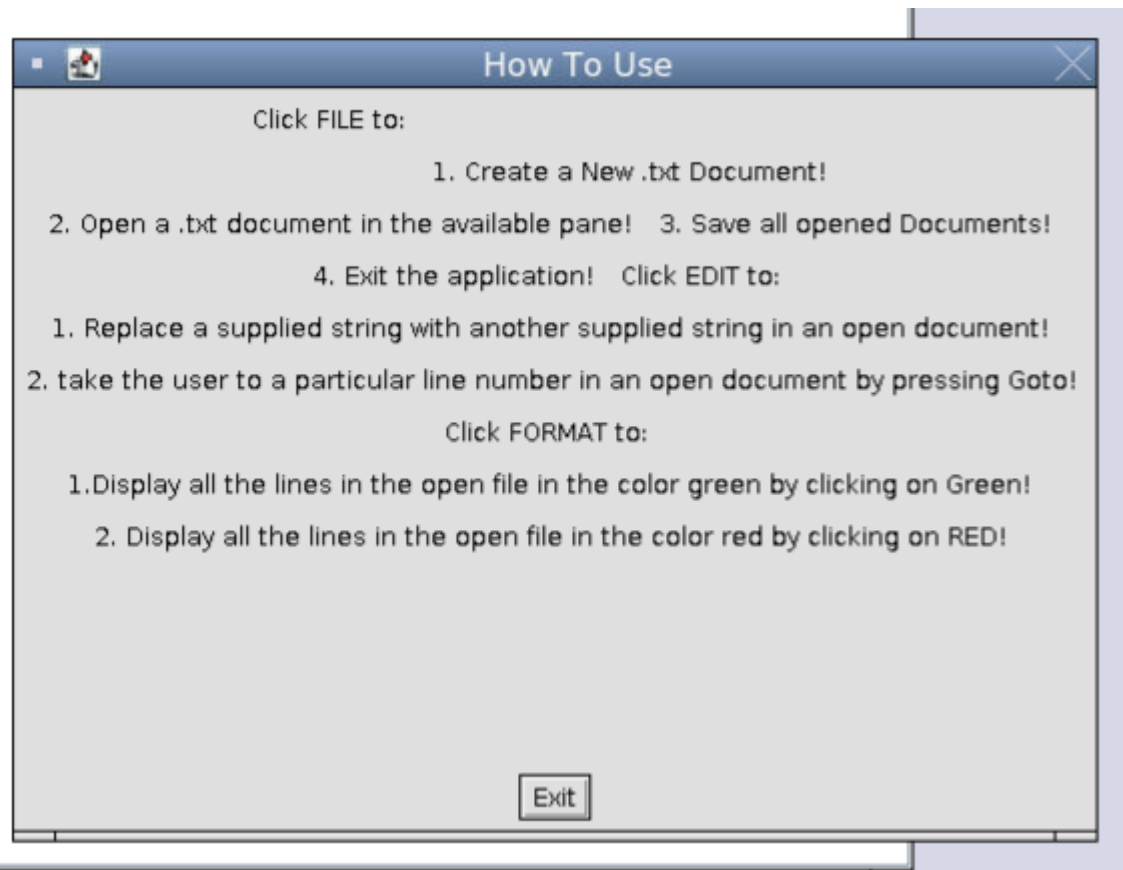 How To Use
Click FILE to:
1. Create a New .txt Document!
2. Open a .txt document in the available pane!   3. Save all opened Documents!
4. Exit the application!   Click EDIT to:
1. Replace a supplied string with another supplied string in an open document!
2. take the user to a particular line number in an open document by pressing Goto!
Click FORMAT to:
1.Display all the lines in the open file in the color green by clicking on Green!
2. Display all the lines in the open file in the color red by clicking on RED!
Exit